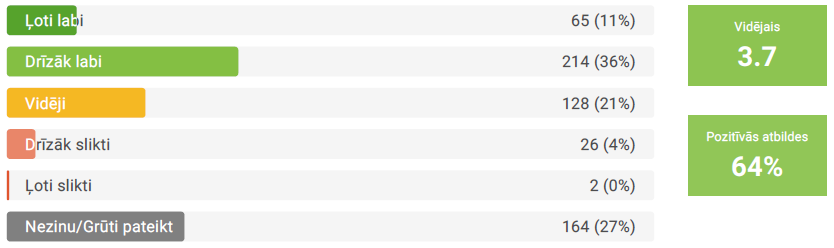 Ļoti labi 65 (11%)
Drīzāk labi 214 (36%)
Vidēji 128 (21%)
Drīzāk slikti 26 (4%)
Ļoti slikti 2 (0%)
Nezinu/Grūti pateikt 164 (27%)
Vidējais
3.7
Pozitīvās atbildes
64%